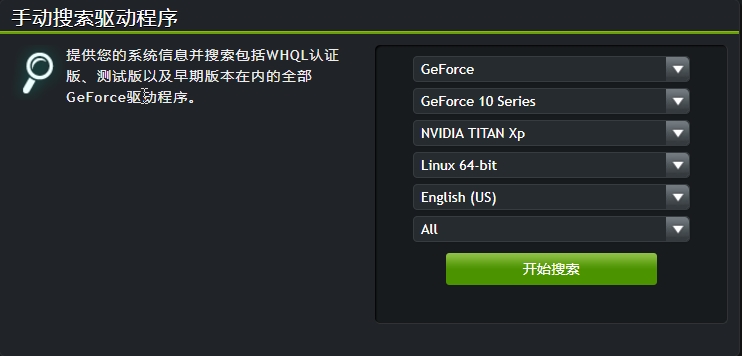 手动搜索驱动程序
提供您的系统信息并搜索包括WHQL认证
版、测试版以及早期版本在内的全部
GeForce驱动程序。
GeForce
GeForce 10 Series
NVIDIA TITAN Xp
Linux 64-bit
English (US)
All
开始搜索